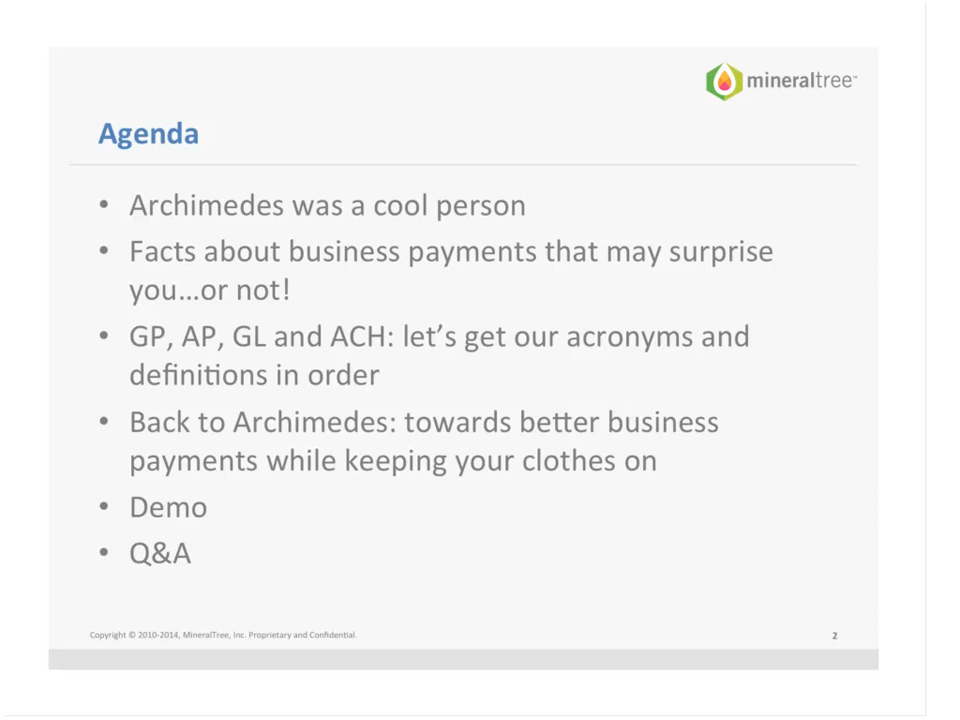 mineraltree™
Agenda
• Archimedes was a cool person
• Facts about business payments that may surprise
you…or not!
• GP, AP, GL and ACH: let’s get our acronyms and
definitions in order
• Back to Archimedes: towards better business
payments while keeping your clothes on
• Demo
• Q&A
Copyright © 2010-2014, MineralTree, Inc. Proprietary and Confidential.
2